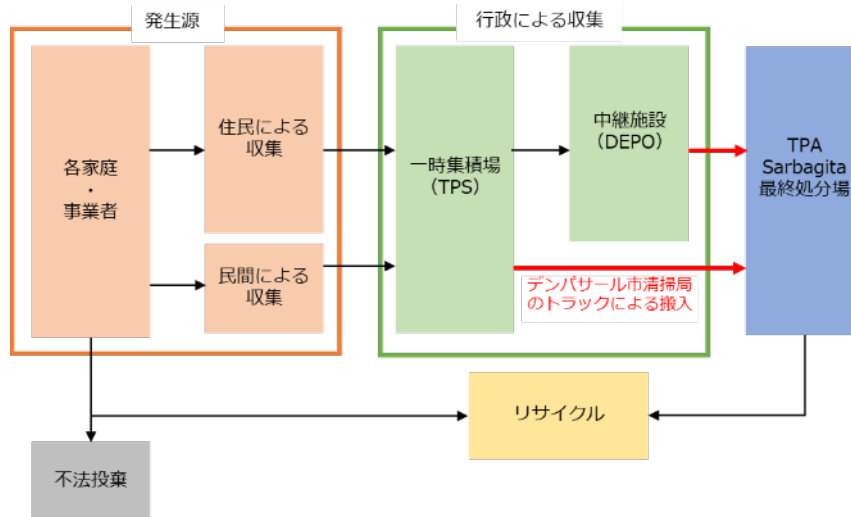 発生源
行政による収集
各家庭
・
事業者
住民による
収集
民間による
収集
一時集積場
（TPS）
中継施設
（DEPO）
TPA
Sarbagita
最終処分場
デンパサール市清掃局
のトラックによる搬入
リサイクル
不法投棄